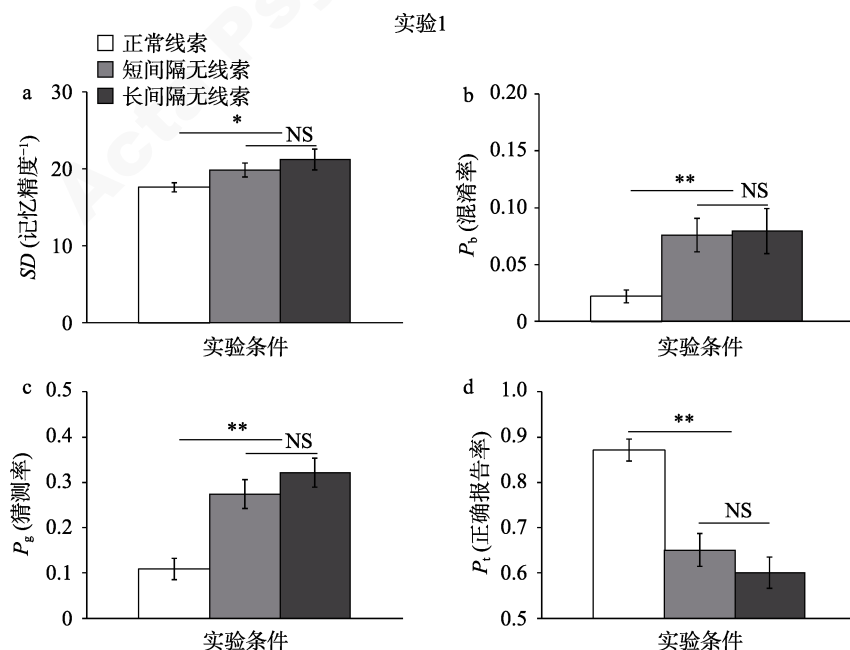 实验1
正常线索
短间隔无线索
长间隔无线索
a
30
20
10
0
SD (记忆精度⁻¹)
*
NS
实验条件
b
0.20
0.15
0.10
0.05
0
Pb (混淆率)
**
NS
实验条件
c
0.5
0.4
0.3
0.2
0.1
0
Pg (猜测率)
**
NS
实验条件
d
1.0
0.9
0.8
0.7
0.6
0.5
Pt (正确报告率)
**
NS
实验条件